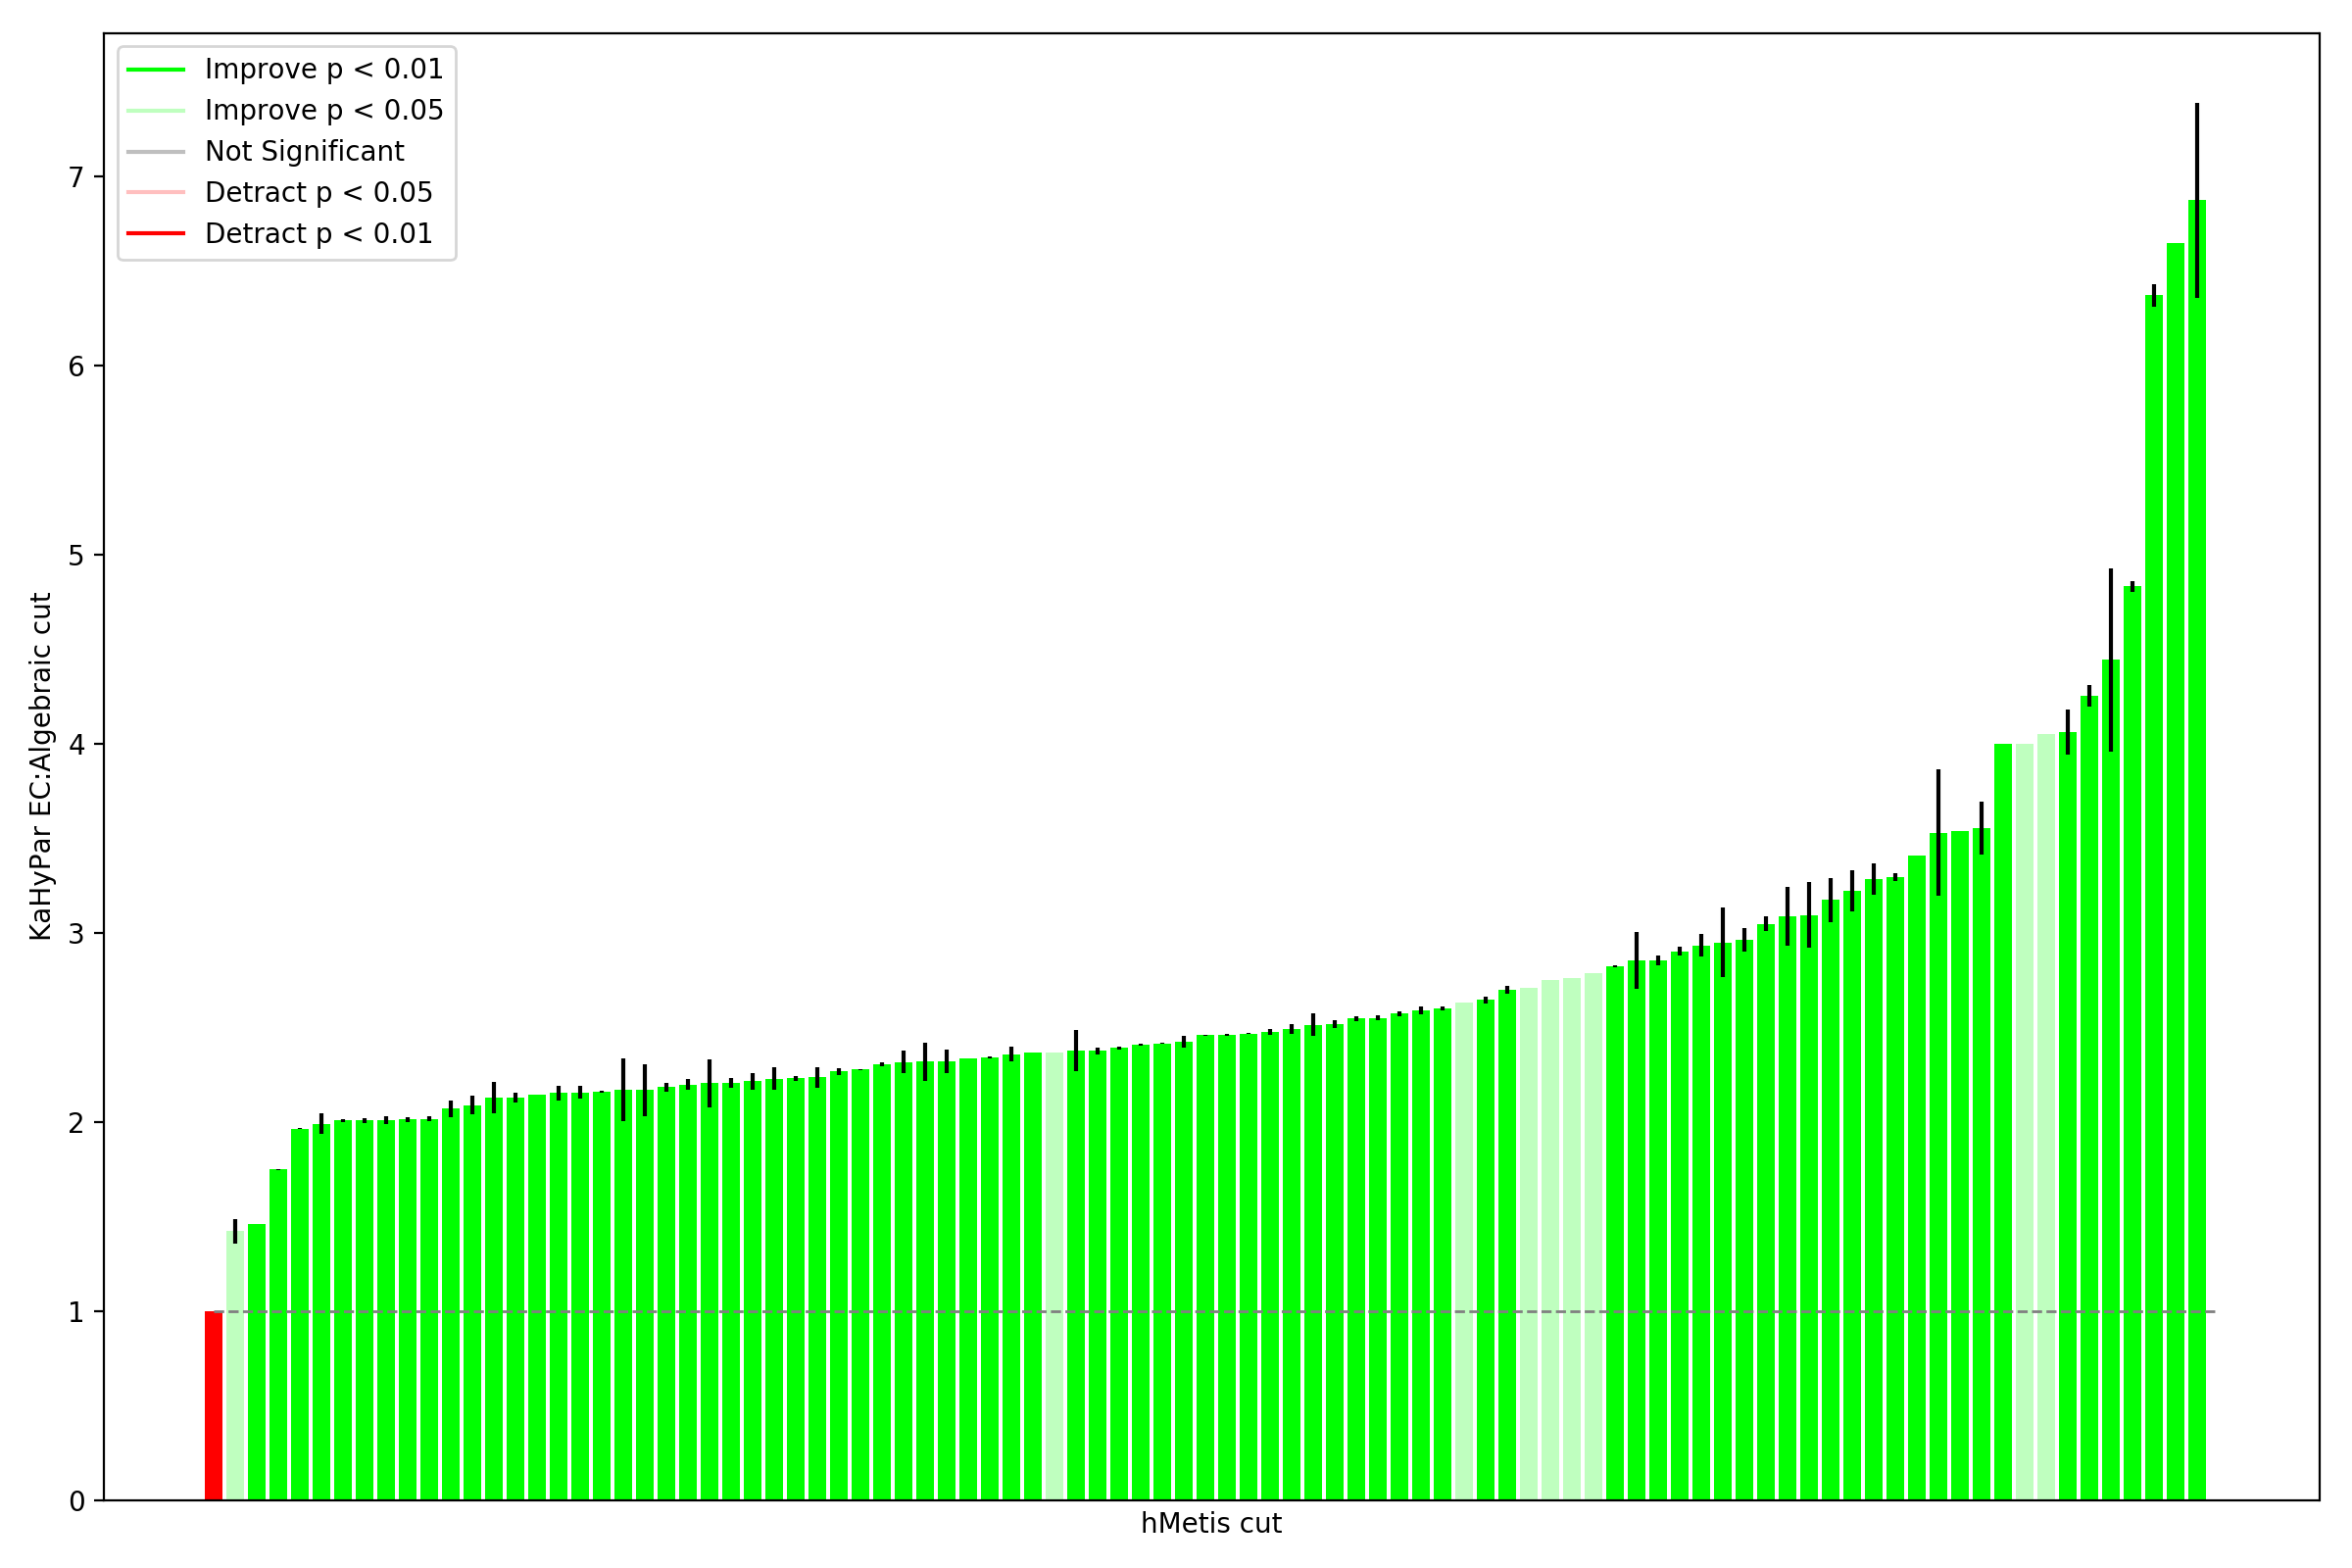 Improve p < 0.01
Improve p < 0.05
Not Significant
Detract p < 0.05
Detract p < 0.01
KaHyPar EC:Algebraic cut
7
6
5
4
3
2
1
0
hMetis cut